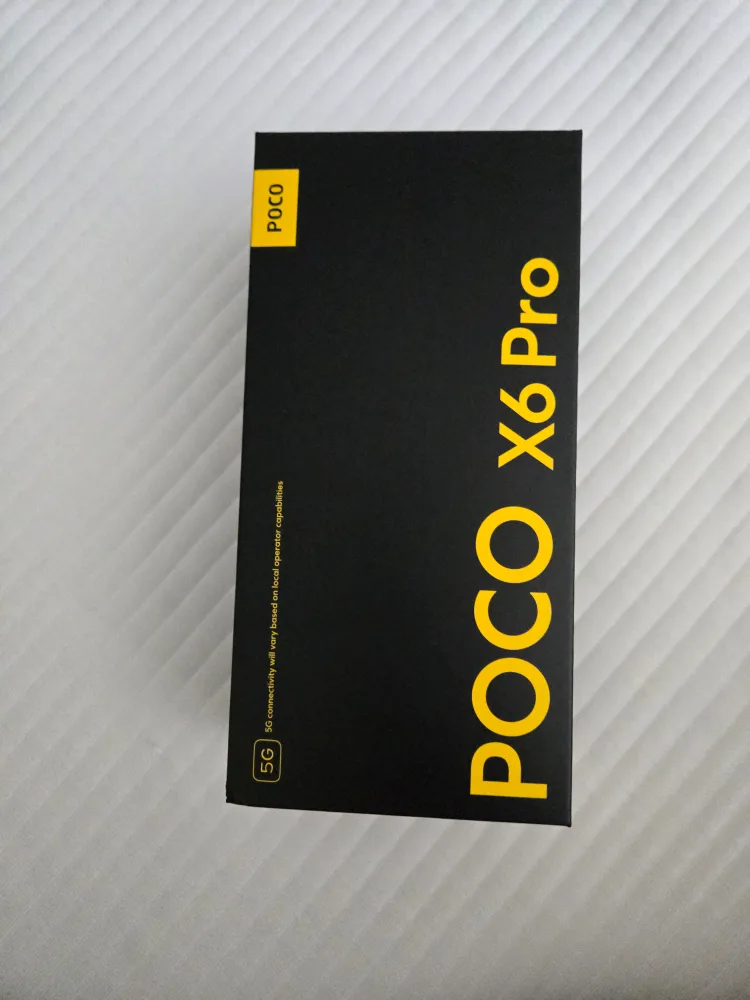 POCO
POCO X6 Pro
5G
5G connectivity will vary based on local operator capabilities